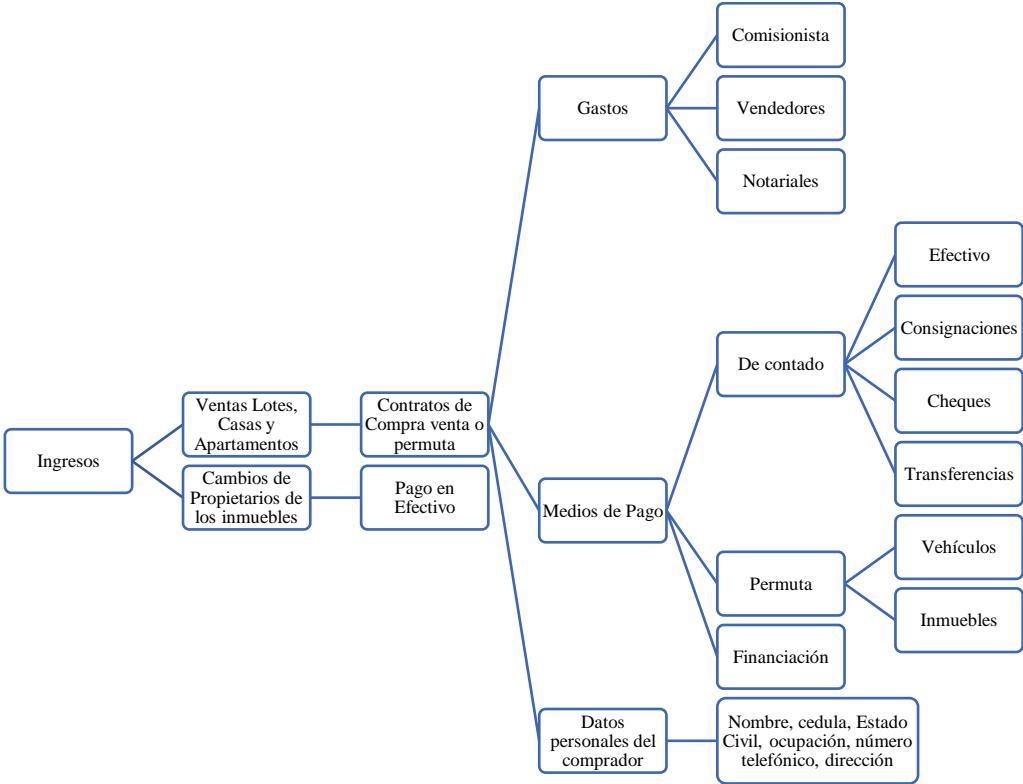 Ingresos
Ventas Lotes,
Casas y
Apartamentos
Cambios de
Propietarios de
los inmuebles
Contratos de
Compra venta o
permuta
Pago en
Efectivo
Gastos
Comisionista
Vendedores
Notariales
Medios de Pago
De contado
Efectivo
Consignaciones
Cheques
Transferencias
Permuta
Vehículos
Inmuebles
Financiación
Datos
personales del
comprador
Nombre, cedula, Estado
Civil, ocupación, número
telefónico, dirección